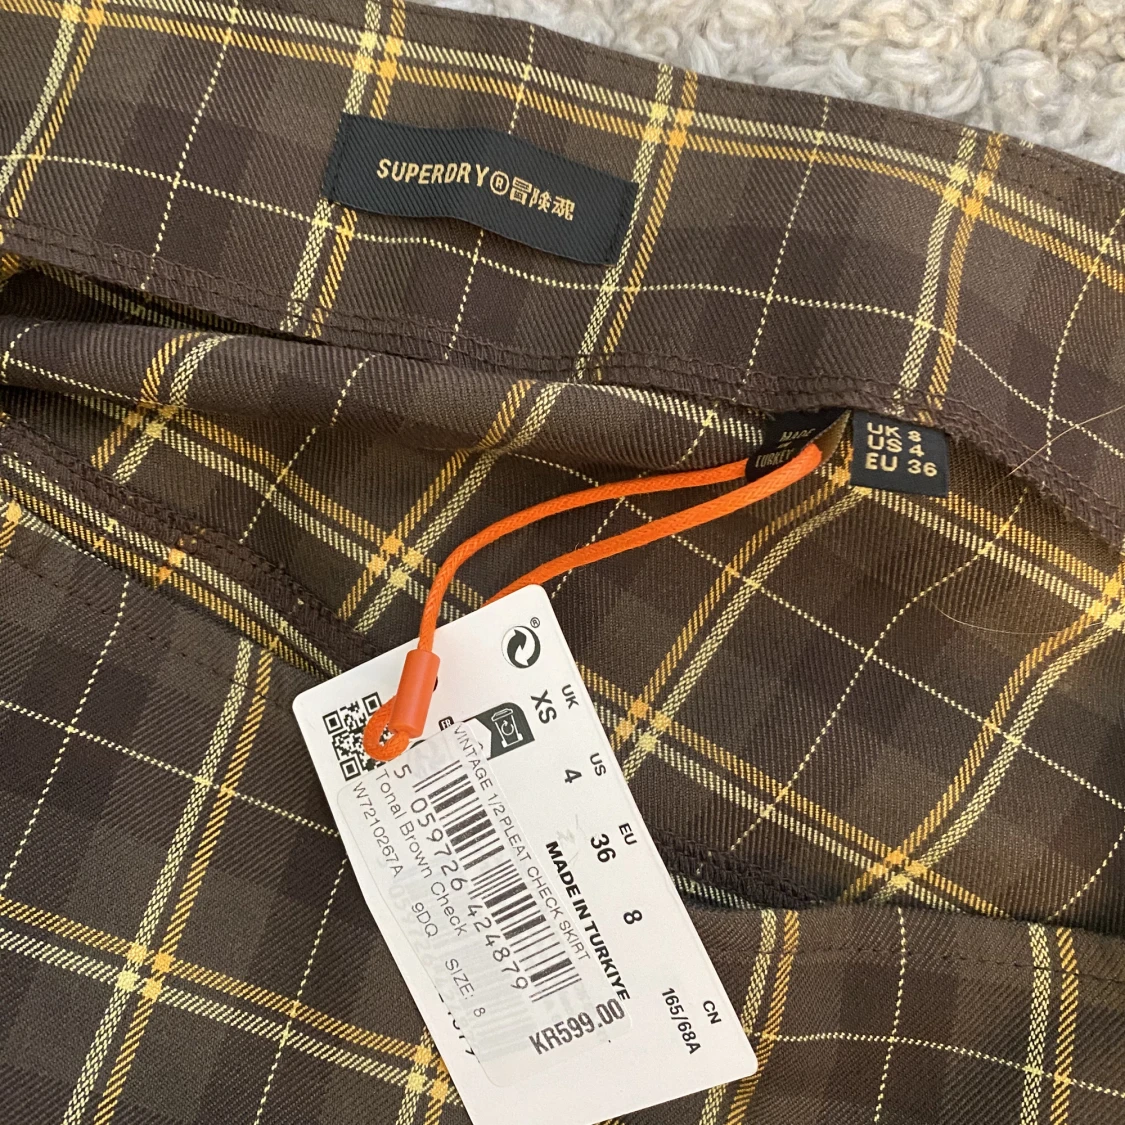 SUPERDRY®冒険魂
MADE
TURKEY
UK 8
US 4
EU 36
UK
XS
US
4
EU
36
8
CN
165/68A
MADE IN TURKIYE
VINTAGE 1/2 PLEAT CHECK SKIRT
5 059726 424879
Tonal Brown Check
W7210267A 9DQ SIZE: 8
KR599.00